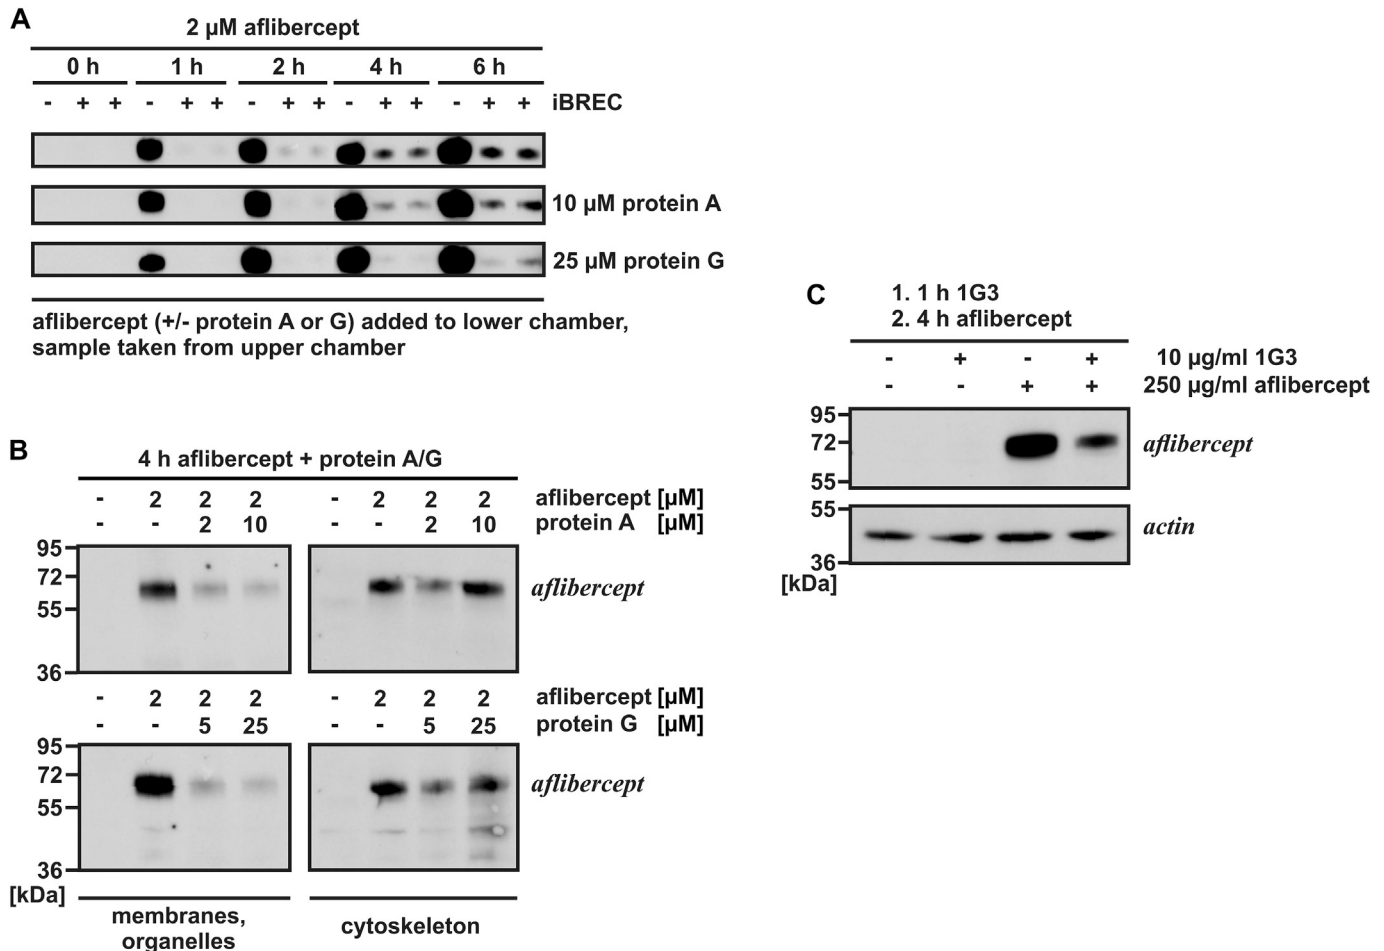 A
2 µM aflibercept
0 h 1 h 2 h 4 h 6 h
- + + - + + - + + - + + - + + iBREC
10 µM protein A
25 µM protein G
aflibercept (+/- protein A or G) added to lower chamber,
sample taken from upper chamber
B
4 h aflibercept + protein A/G
- 2 2 2 - 2 2 2 aflibercept [µM]
- - 2 10 - - 2 10 protein A [µM]
95
72
55
36
aflibercept
- 2 2 2 - 2 2 2 aflibercept [µM]
- - 5 25 - - 5 25 protein G [µM]
95
72
55
36
[kDa]
aflibercept
membranes,
organelles
cytoskeleton
C
1. 1 h 1G3
2. 4 h aflibercept
- + - + 10 µg/ml 1G3
- - + + 250 µg/ml aflibercept
95
72
55
aflibercept
55
36
[kDa]
actin